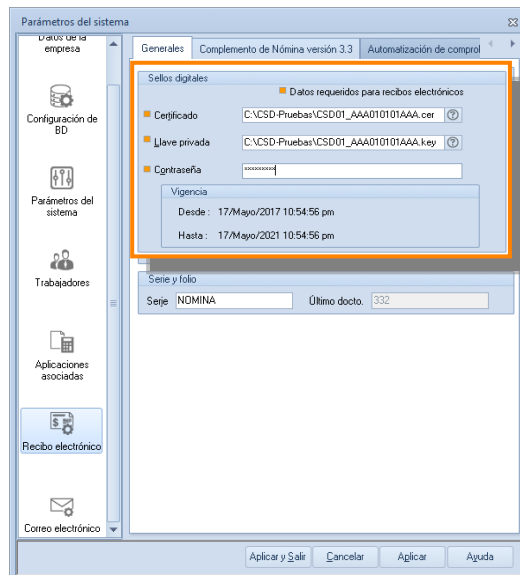 Parámetros del sistema
Datos de la
empresa
Configuración de
BD
Parámetros del
sistema
Trabajadores
Aplicaciones
asociadas
Recibo electrónico
Correo electrónico
Generales
Complemento de Nómina versión 3.3
Automatización de comprol
Sellos digitales
Datos requeridos para recibos electrónicos
Certificado C:\CSD-Pruebas\CSD01_AAA010101AAA.cer
Llave privada C:\CSD-Pruebas\CSD01_AAA010101AAA.key
Contraseña ×××××××××
Vigencia
Desde : 17/Mayo/2017 10:54:56 pm
Hasta : 17/Mayo/2021 10:54:56 pm
Serie y folio
Serie NOMINA Último docto. 332
Aplicar y Salir Cancelar Aplicar Ayuda